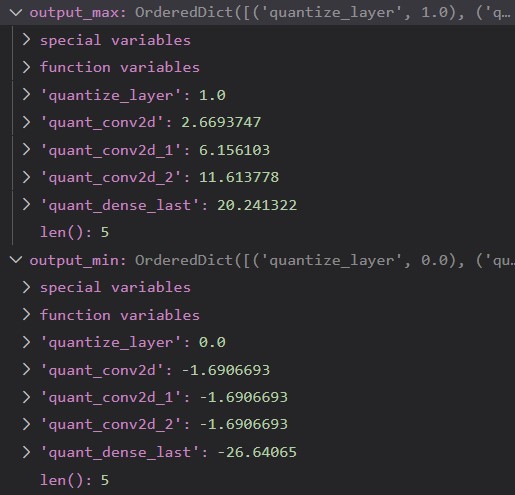 output_max: OrderedDict([('quantize_layer', 1.0), ('q…
special variables
function variables
'quantize_layer': 1.0
'quant_conv2d': 2.6693747
'quant_conv2d_1': 6.156103
'quant_conv2d_2': 11.613778
'quant_dense_last': 20.241322
len(): 5
output_min: OrderedDict([('quantize_layer', 0.0), ('qu…
special variables
function variables
'quantize_layer': 0.0
'quant_conv2d': -1.6906693
'quant_conv2d_1': -1.6906693
'quant_conv2d_2': -1.6906693
'quant_dense_last': -26.64065
len(): 5